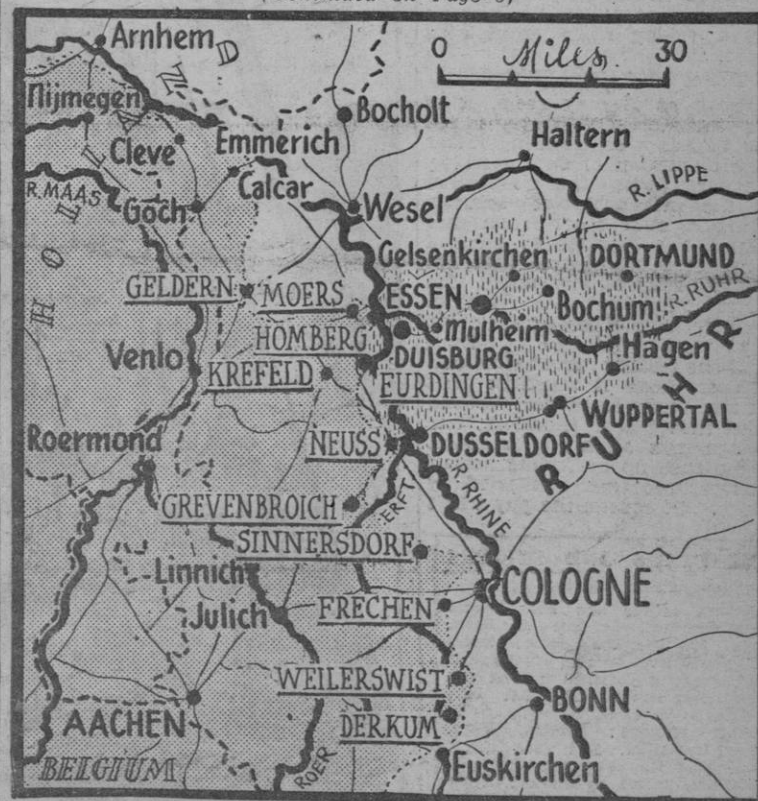 Arnhem
0 Miles. 30
Nijmegen
Bocholt
Emmerich
Cleve
Haltern
HOLLAND
R. MAAS
Calcar
R. LIPPE
Goch
Wesel
Gelsenkirchen
DORTMUND
GELDERN
MOERS
ESSEN
Bochum
R. RUHR
HOMBERG
Mulheim
Venlo
DUISBURG
Hagen
KREFELD
EURDINGEN
WUPPERTAL
Roermond
NEUSS
DUSSELDORF
RUHR
GREVENBROICH
ERFT
R. RHINE
SINNERSDORF
Linnich
COLOGNE
Julich
FRECHEN
WEILERSWIST
BONN
AACHEN
DERKUM
BELGIUM
ROER
Euskirchen